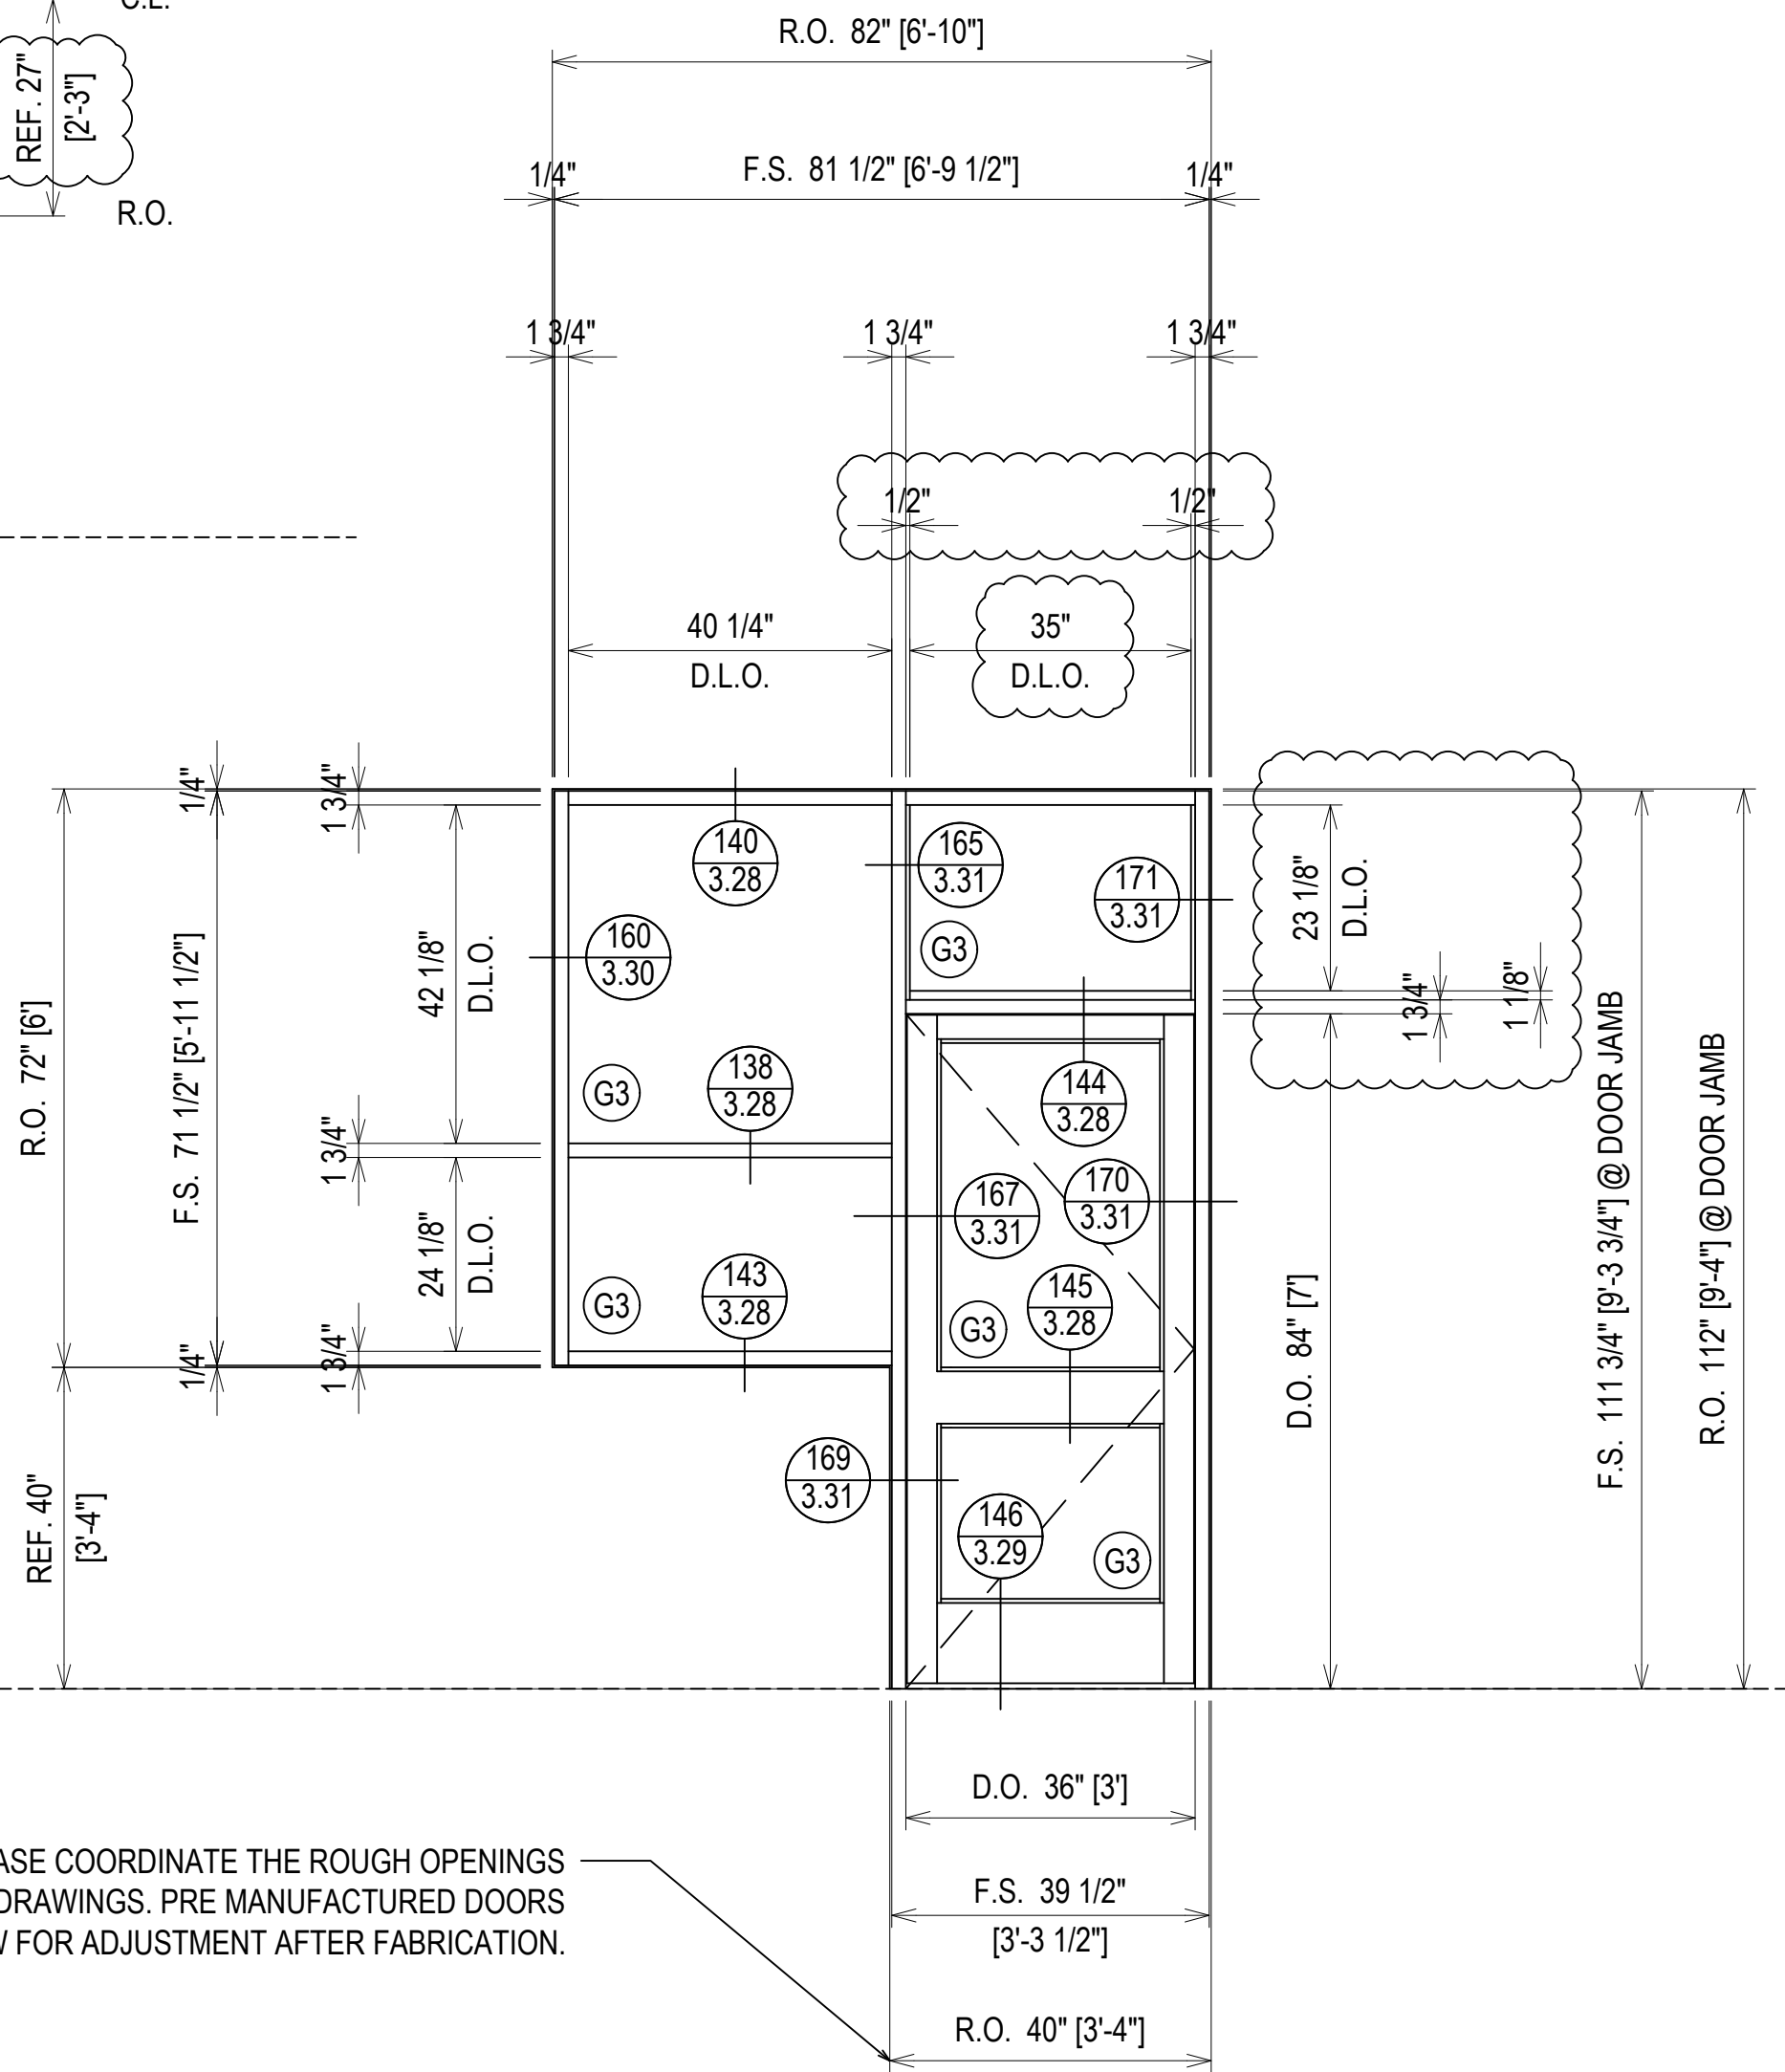 C.L.
REF. 27"
[2'-3"]
R.O.
R.O. 82" [6'-10"]
1/4"
F.S. 81 1/2" [6'-9 1/2"]
1/4"
1 3/4"
1 3/4"
1 3/4"
1/2"
1/2"
40 1/4"
D.L.O.
35"
D.L.O.
R.O. 72" [6']
1/4"
F.S. 71 1/2" [5'-11 1/2"]
1/4"
1 3/4"
42 1/8"
D.L.O.
1 3/4"
24 1/8"
D.L.O.
1 3/4"
REF. 40"
[3'-4"]
140
3.28
160
3.30
G3
138
3.28
G3
143
3.28
165
3.31
171
3.31
G3
144
3.28
167
3.31
170
3.31
G3
145
3.28
169
3.31
146
3.29
G3
23 1/8"
D.L.O.
1 3/4"
1 1/8"
D.O. 84" [7']
F.S. 111 3/4" [9'-3 3/4"] @ DOOR JAMB
R.O. 112" [9'-4"] @ DOOR JAMB
D.O. 36" [3']
F.S. 39 1/2"
[3'-3 1/2"]
R.O. 40" [3'-4"]
ASE COORDINATE THE ROUGH OPENINGS
DRAWINGS. PRE MANUFACTURED DOORS
W FOR ADJUSTMENT AFTER FABRICATION.